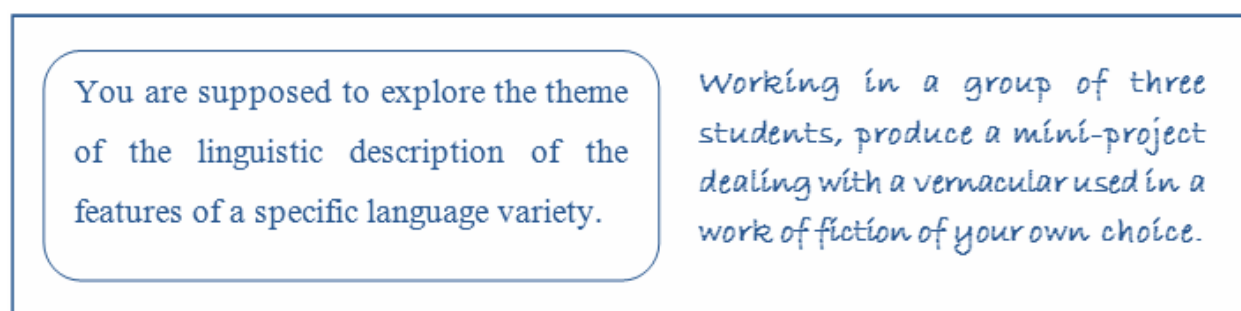 You are supposed to explore the theme
of the linguistic description of the
features of a specific language variety.
Working in a group of three
students, produce a mini-project
dealing with a vernacular used in a
work of fiction of your own choice.